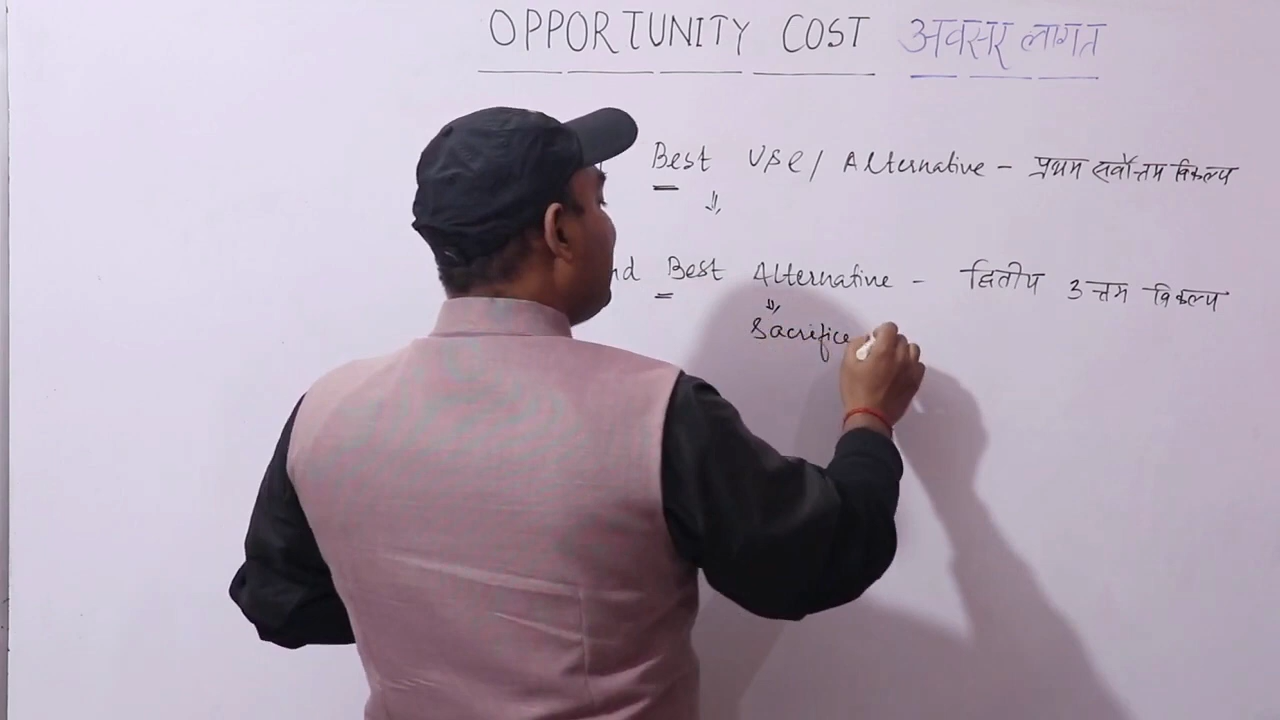 OPPORTUNITY COST अवसर लागत
Best Use / Alternative - प्रथम सर्वोत्तम विकल्प
nd Best Alternative - द्वितीय उत्तम विकल्प
Sacrifice